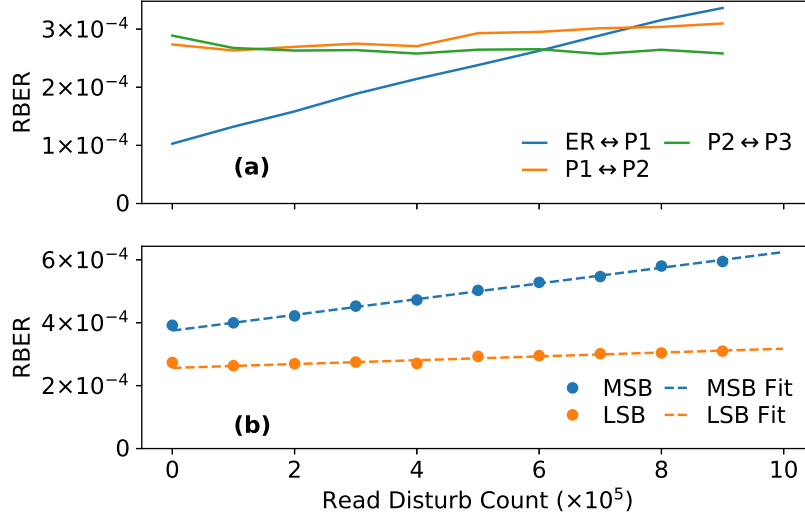 RBER
3×10⁻⁴
2×10⁻⁴
1×10⁻⁴
0
(a)
ER↔P1 P2↔P3
P1↔P2
RBER
6×10⁻⁴
4×10⁻⁴
2×10⁻⁴
0
(b)
MSB MSB Fit
LSB LSB Fit
0 2 4 6 8 10
Read Disturb Count (×10⁵)